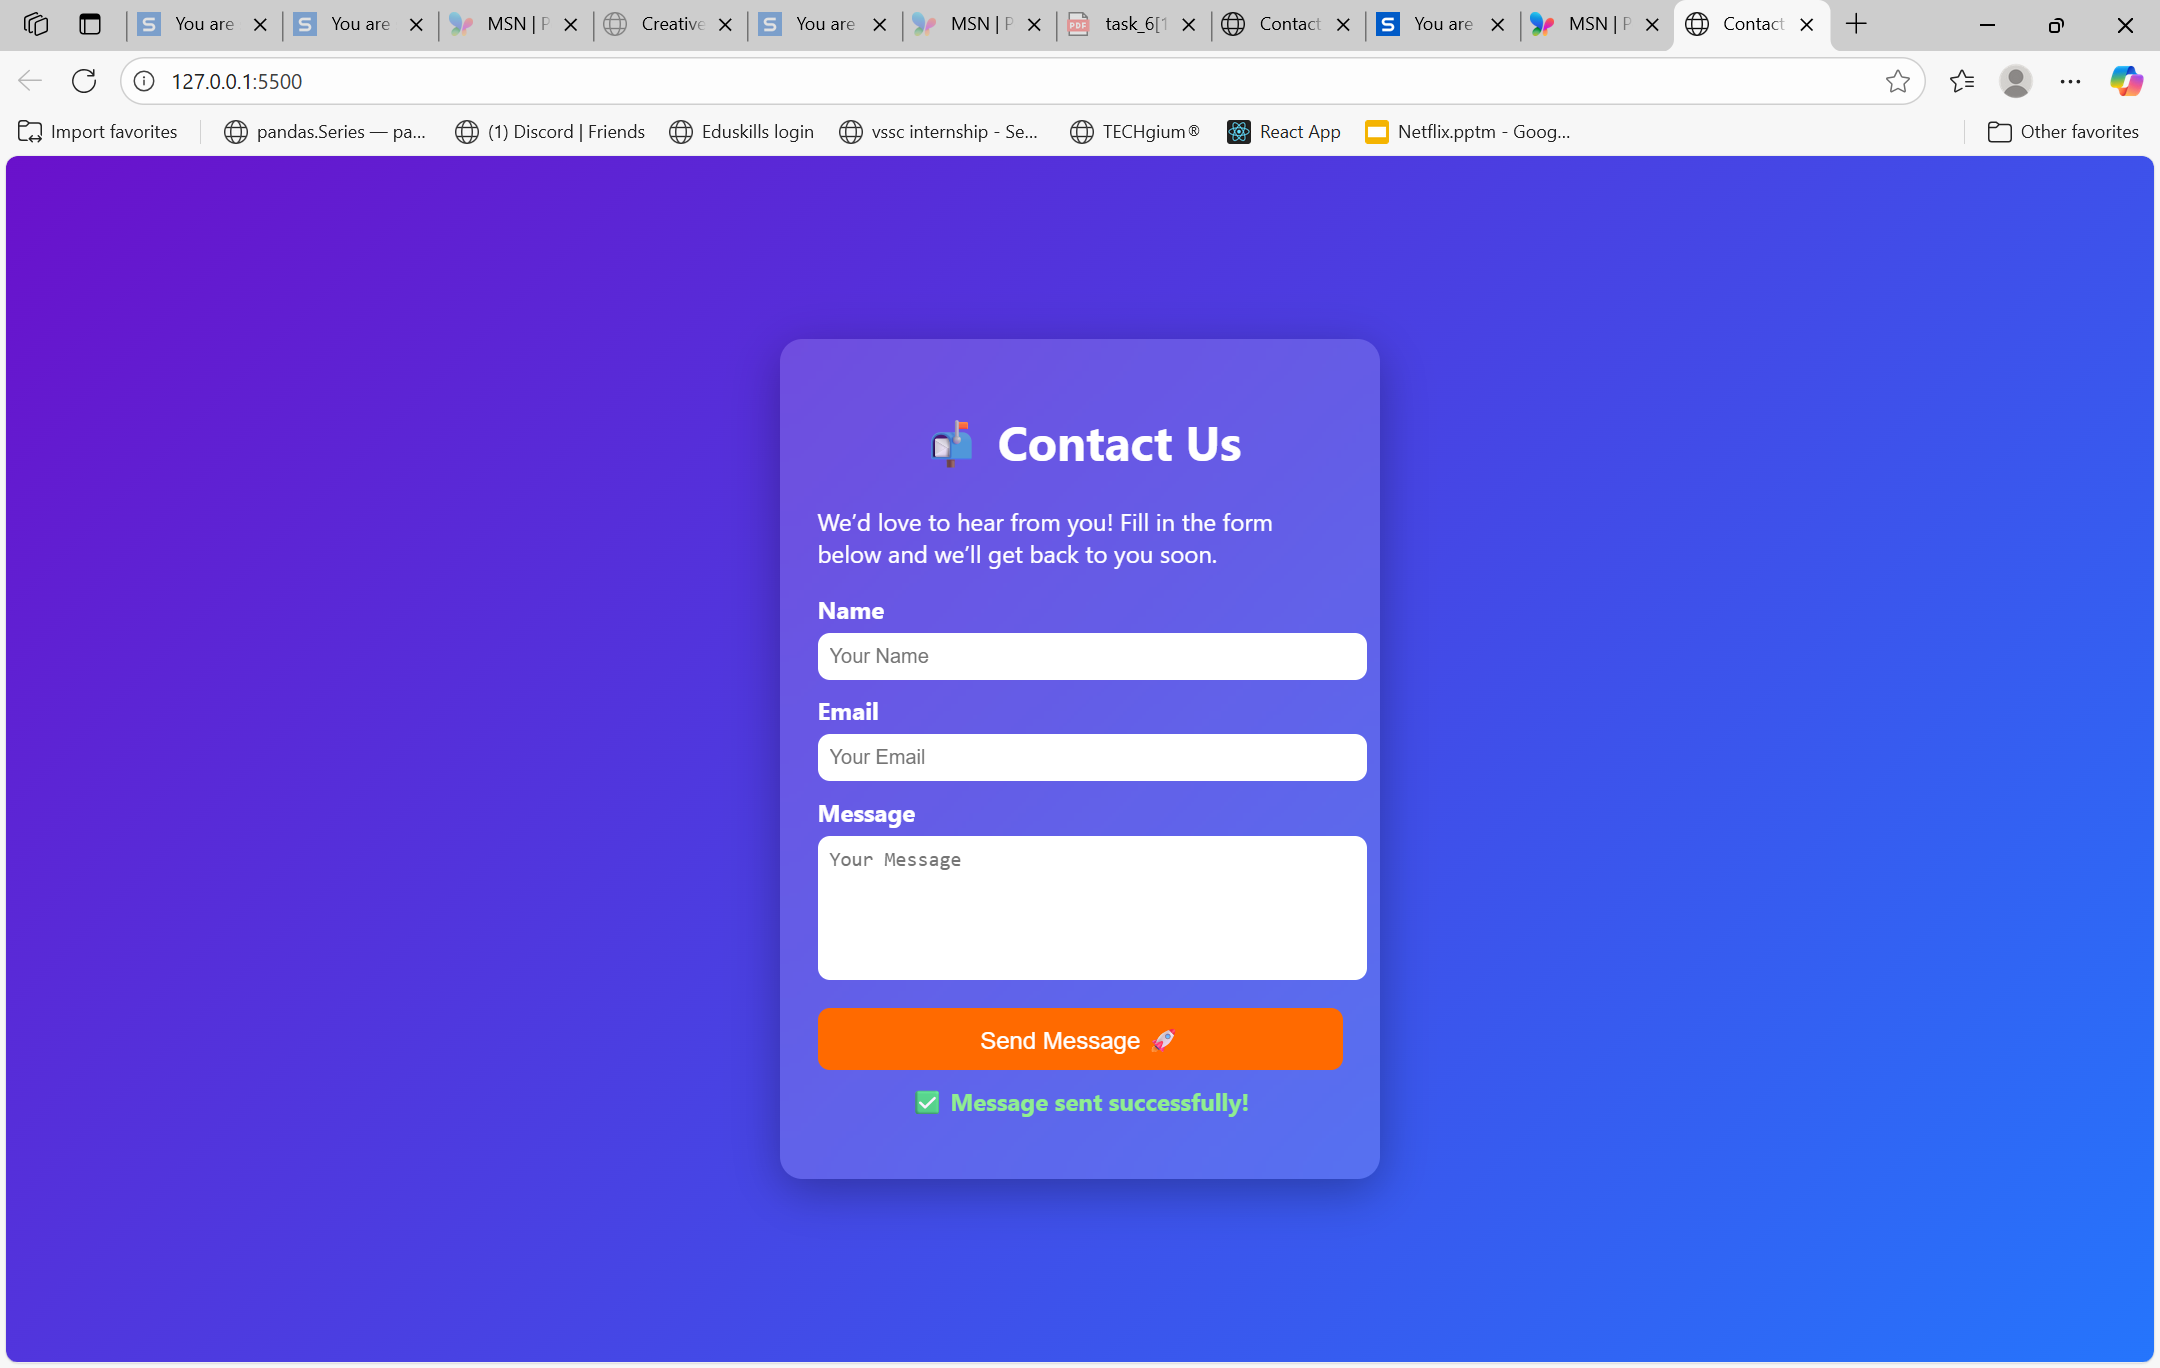 You are
You are
MSN | P
Creative
You are
MSN | P
task_6[1
Contact
You are
MSN | P
Contact
127.0.0.1:5500
Import favorites
pandas.Series — pa...
(1) Discord | Friends
Eduskills login
vssc internship - Se...
TECHgium®
React App
Netflix.pptm - Goog...
Other favorites
📬 Contact Us
We’d love to hear from you! Fill in the form
below and we’ll get back to you soon.
Name
Your Name
Email
Your Email
Message
Your Message
Send Message 🚀
✅ Message sent successfully!